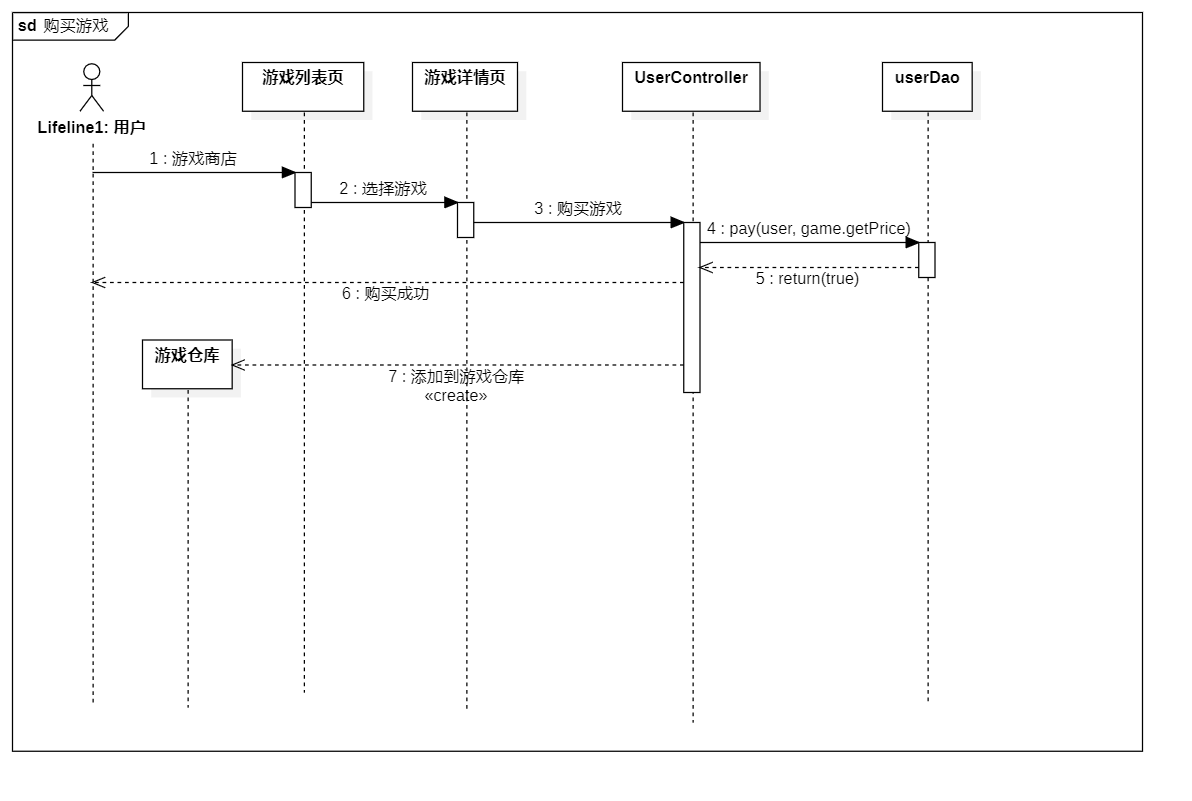 sd 购买游戏
游戏列表页
游戏详情页
UserController
userDao
Lifeline1: 用户
1 : 游戏商店
2 : 选择游戏
3 : 购买游戏
4 : pay(user, game.getPrice)
5 : return(true)
6 : 购买成功
游戏仓库
7 : 添加到游戏仓库
«create»